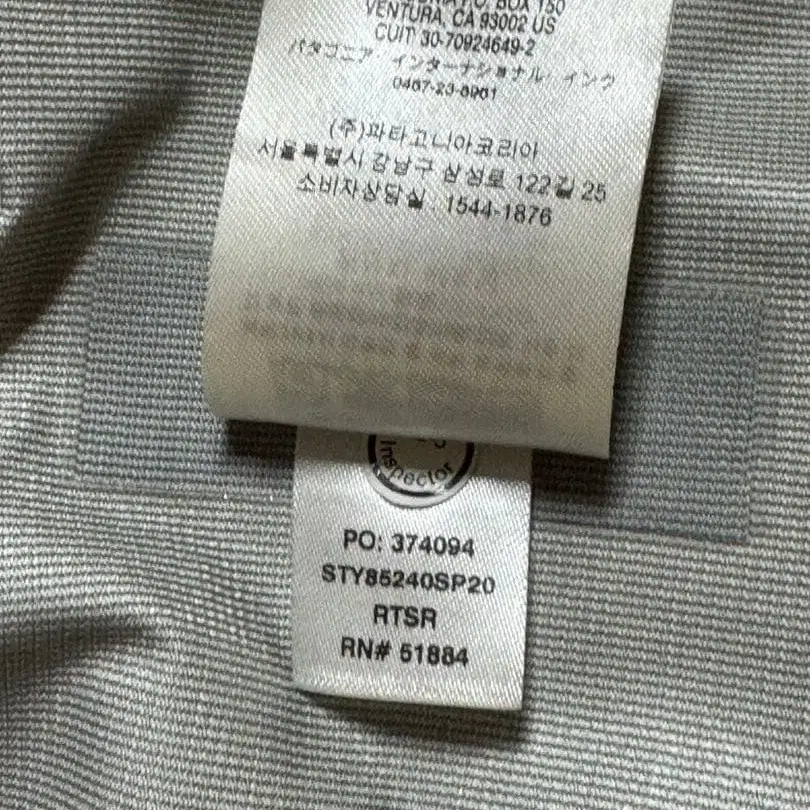 BOX 150
VENTURA, CA 93002 US
CUIT: 30-70924649-2
パタゴニア・インターナショナル・インク
0467-23-8961
(주)파타고니아코리아
서울특별시 강남구 삼성로 122길 25
소비자상담실 : 1544-1876
Inspector
PO: 374094
STY85240SP20
RTSR
RN# 51884